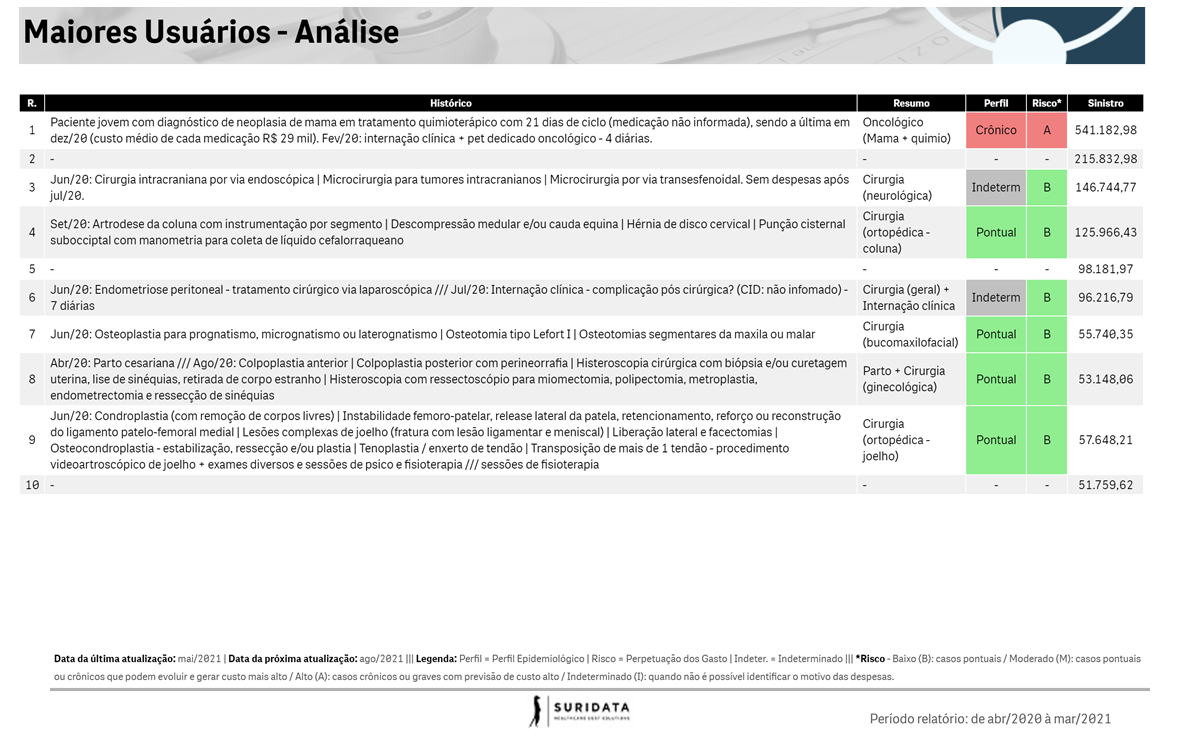 Maiores Usuários - Análise
R. Histórico Resumo Perfil Risco* Sinistro
1 Paciente jovem com diagnóstico de neoplasia de mama em tratamento quimioterápico com 21 dias de ciclo (medicação não informada), sendo a última em
dez/20 (custo médio de cada medicação R$ 29 mil). Fev/20: internação clínica + pet dedicado oncológico - 4 diárias.
Oncológico
(Mama + quimio)
Crônico A 541.182,98
2 - - - - 215.832,98
3 Jun/20: Cirurgia intracraniana por via endoscópica | Microcirurgia para tumores intracranianos | Microcirurgia por via transesfenoidal. Sem despesas após
jul/20.
Cirurgia
(neurológica)
Indeterm B 146.744,77
4 Set/20: Artrodese da coluna com instrumentação por segmento | Descompressão medular e/ou cauda equina | Hérnia de disco cervical | Punção cisternal
subocciptal com manometria para coleta de líquido cefalorraqueano
Cirurgia
(ortopédica -
coluna)
Pontual B 125.966,43
5 - - - - 98.181,97
6 Jun/20: Endometriose peritoneal - tratamento cirúrgico via laparoscópica /// Jul/20: Internação clínica - complicação pós cirúrgica? (CID: não infomado) -
7 diárias
Cirurgia (geral) +
Internação clínica
Indeterm B 96.216,79
7 Jun/20: Osteoplastia para prognatismo, micrognatismo ou laterognatismo | Osteotomia tipo Lefort I | Osteotomias segmentares da maxila ou malar
Cirurgia
(bucomaxilofacial)
Pontual B 55.740,35
8 Abr/20: Parto cesariana /// Ago/20: Colpoplastia anterior | Colpoplastia posterior com perineorrafia | Histeroscopia cirúrgica com biópsia e/ou curetagem
uterina, lise de sinéquias, retirada de corpo estranho | Histeroscopia com ressectoscópio para miomectomia, polipectomia, metroplastia,
endometrectomia e ressecção de sinéquias
Parto + Cirurgia
(ginecológica)
Pontual B 53.148,06
9 Jun/20: Condroplastia (com remoção de corpos livres) | Instabilidade femoro-patelar, release lateral da patela, retencionamento, reforço ou reconstrução
do ligamento patelo-femoral medial | Lesões complexas de joelho (fratura com lesão ligamentar e meniscal) | Liberação lateral e facectomias |
Osteocondroplastia - estabilização, ressecção e/ou plastia | Tenoplastia / enxerto de tendão | Transposição de mais de 1 tendão - procedimento
videoartroscópico de joelho + exames diversos e sessões de psico e fisioterapia /// sessões de fisioterapia
Cirurgia
(ortopédica -
joelho)
Pontual B 57.648,21
10 - - - - 51.759,62
Data da última atualização: mai/2021 | Data da próxima atualização: ago/2021 ||| Legenda: Perfil = Perfil Epidemiológico | Risco = Perpetuação dos Gasto | Indeter. = Indeterminado ||| *Risco - Baixo (B): casos pontuais / Moderado (M): casos pontuais
ou crônicos que podem evoluir e gerar custo mais alto / Alto (A): casos crônicos ou graves com previsão de custo alto / Indeterminado (I): quando não é possível identificar o motivo das despesas.
SURIDATA
HEALTHCARE COST SOLUTIONS
Período relatório: de abr/2020 à mar/2021